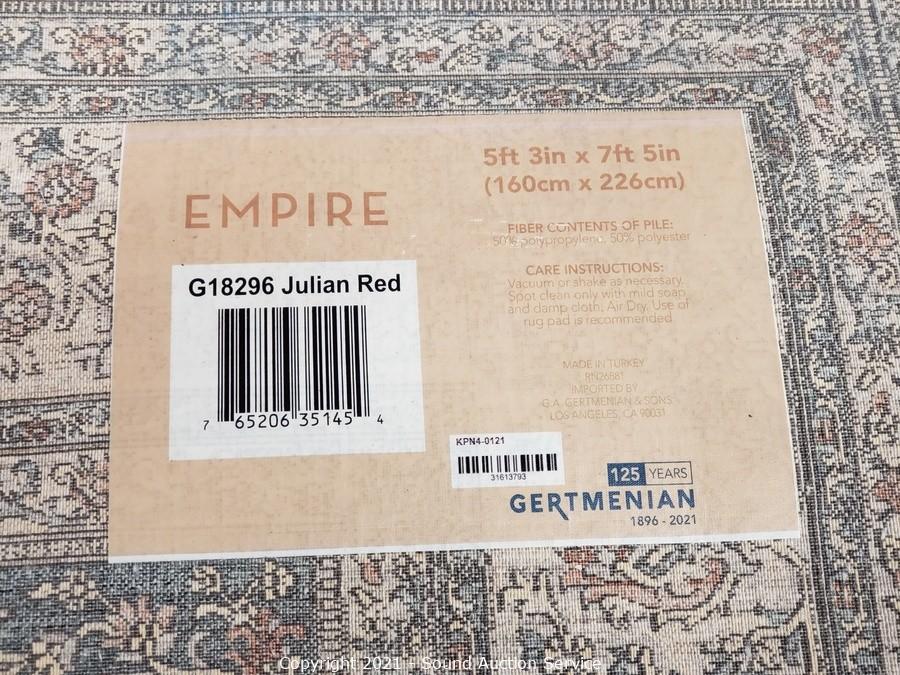 EMPIRE
G18296 Julian Red
7 65206 35145 4
5ft 3in x 7ft 5in
(160cm x 226cm)
FIBER CONTENTS OF PILE:
50% polypropylene, 50% polyester
CARE INSTRUCTIONS:
Vacuum or shake as necessary.
Spot clean only with mild soap
and damp cloth, Air Dry. Use of
rug pad is recommended
MADE IN TURKEY
RN26881
IMPORTED BY
G.A. GERTMENIAN & SONS
LOS ANGELES, CA 90031
KPN4-0121
31613793
125 YEARS
GERTMENIAN
1896 - 2021
Copyright 2021 - Sound Auction Service